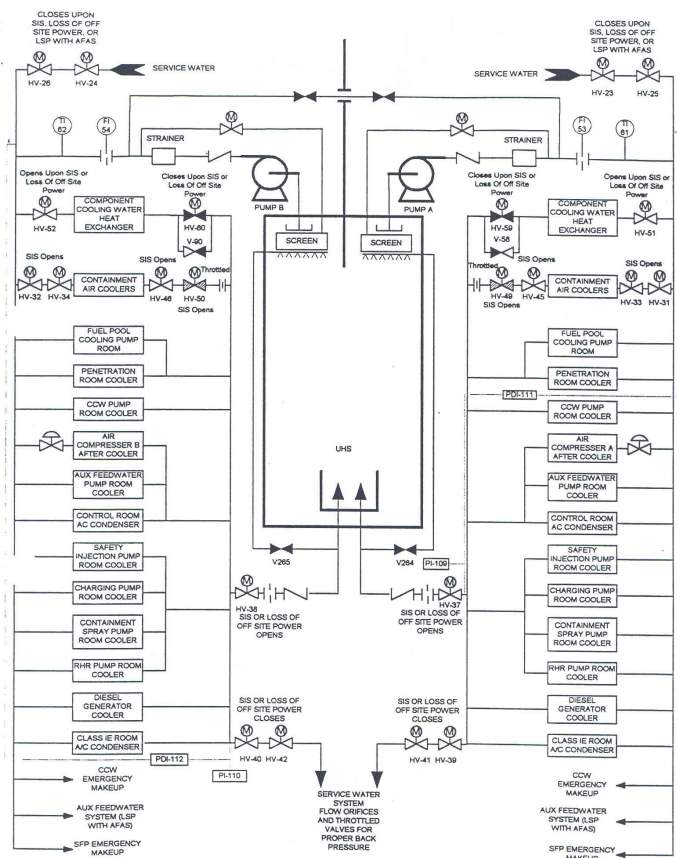 CLOSES UPON
SIS, LOSS OF OFF
SITE POWER, OR
LSP WITH AFAS
M
M
HV-26
HV-24
SERVICE WATER
CLOSES UPON
SIS, LOSS OF OFF
SITE POWER, OR
LSP WITH AFAS
SERVICE WATER
M
M
HV-23
HV-25
TI
62
FI
54
STRAINER
M
PUMP B
M
PUMP A
STRAINER
FI
53
TI
61
Opens Upon SIS or
Loss Of Off Site
Power
M
HV-52
COMPONENT
COOLING WATER
HEAT
EXCHANGER
Closes Upon SIS
or Loss Of Off Site
Power
M
HV-60
V-90
SCREEN
SCREEN
Closes Upon SIS or
Loss Of Off Site
Power
M
HV-59
V-58
COMPONENT
COOLING WATER
HEAT
EXCHANGER
Opens Upon SIS or
Loss Of Off Site
Power
M
HV-51
SIS Opens
M
M
HV-32
HV-34
CONTAINMENT
AIR COOLERS
SIS Opens
M
M
HV-46
HV-50
Throttled
SIS Opens
Throttled
SIS Opens
M
M
HV-49
HV-45
SIS Opens
CONTAINMENT
AIR COOLERS
SIS Opens
M
M
HV-33
HV-31
FUEL POOL
COOLING PUMP
ROOM
PENETRATION
ROOM COOLER
CCW PUMP
ROOM COOLER
AIR
COMPRESSER B
AFTER COOLER
AUX FEEDWATER
PUMP ROOM
COOLER
CONTROL ROOM
AC CONDENSER
SAFETY
INJECTION PUMP
ROOM COOLER
CHARGING PUMP
ROOM COOLER
CONTAINMENT
SPRAY PUMP
ROOM COOLER
RHR PUMP ROOM
COOLER
DIESEL
GENERATOR
COOLER
CLASS IE ROOM
A/C CONDENSER
PDI-112
PI-110
CCW
EMERGENCY
MAKEUP
AUX FEEDWATER
SYSTEM (LSP
WITH AFAS)
SFP EMERGENCY
MAKEUP
UHS
V265
V264
PI-109
M
HV-38
SIS OR LOSS OF
OFF SITE POWER
OPENS
M
HV-37
SIS OR LOSS OF
OFF SITE POWER
OPENS
SIS OR LOSS OF
OFF SITE POWER
CLOSES
M
M
HV-40
HV-42
SIS OR LOSS OF
OFF SITE POWER
CLOSES
M
M
HV-41
HV-39
SERVICE WATER
SYSTEM
FLOW ORIFICES
AND THROTTLED
VALVES FOR
PROPER BACK
PRESSURE
FUEL POOL
COOLING PUMP
ROOM
PENETRATION
ROOM COOLER
PDI-111
CCW PUMP
ROOM COOLER
AIR
COMPRESSER A
AFTER COOLER
AUX FEEDWATER
PUMP ROOM
COOLER
CONTROL ROOM
AC CONDENSER
SAFETY
INJECTION PUMP
ROOM COOLER
CHARGING PUMP
ROOM COOLER
CONTAINMENT
SPRAY PUMP
ROOM COOLER
RHR PUMP ROOM
COOLER
DIESEL
GENERATOR
COOLER
CLASS IE ROOM
A/C CONDENSER
CCW
EMERGENCY
MAKEUP
AUX FEEDWATER
SYSTEM (LSP
WITH AFAS)
SFP EMERGENCY
MAKEUP